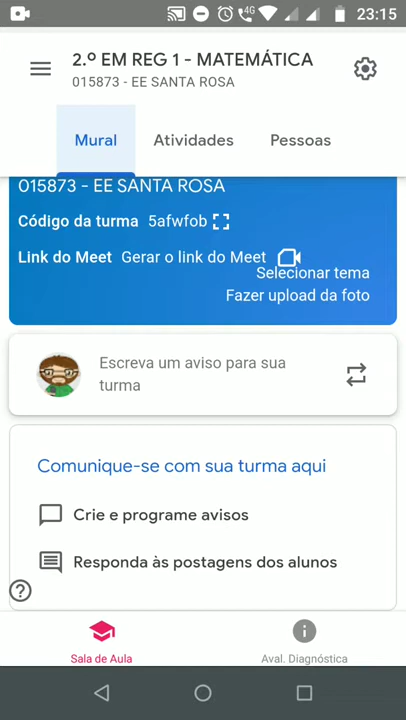 4G
23:15
2.º EM REG 1 - MATEMÁTICA
015873 - EE SANTA ROSA
Mural
Atividades
Pessoas
015873 - EE SANTA ROSA
Código da turma 5afwfob
Link do Meet Gerar o link do Meet
Selecionar tema
Fazer upload da foto
Escreva um aviso para sua
turma
Comunique-se com sua turma aqui
Crie e programe avisos
Responda às postagens dos alunos
Sala de Aula
Aval. Diagnóstica